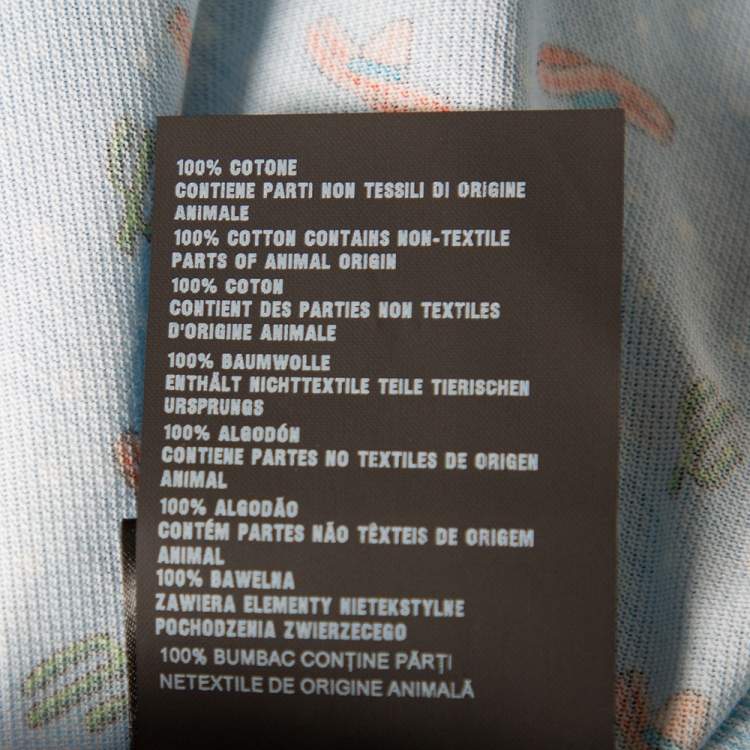 100% COTONE
CONTIENE PARTI NON TESSILI DI ORIGINE
ANIMALE
100% COTTON CONTAINS NON-TEXTILE
PARTS OF ANIMAL ORIGIN
100% COTON
CONTIENT DES PARTIES NON TEXTILES
D'ORIGINE ANIMALE
100% BAUMWOLLE
ENTHÄLT NICHTTEXTILE TEILE TIERISCHEN
URSPRUNGS
100% ALGODÓN
CONTIENE PARTES NO TEXTILES DE ORIGEN
ANIMAL
100% ALGODÃO
CONTÉM PARTES NÃO TÊXTEIS DE ORIGEM
ANIMAL
100% BAWELNA
ZAWIERA ELEMENTY NIETEKSTYLNE
POCHODZENIA ZWIERZECEGO
100% BUMBAC CONȚINE PĂRȚI
NETEXTILE DE ORIGINE ANIMALĂ